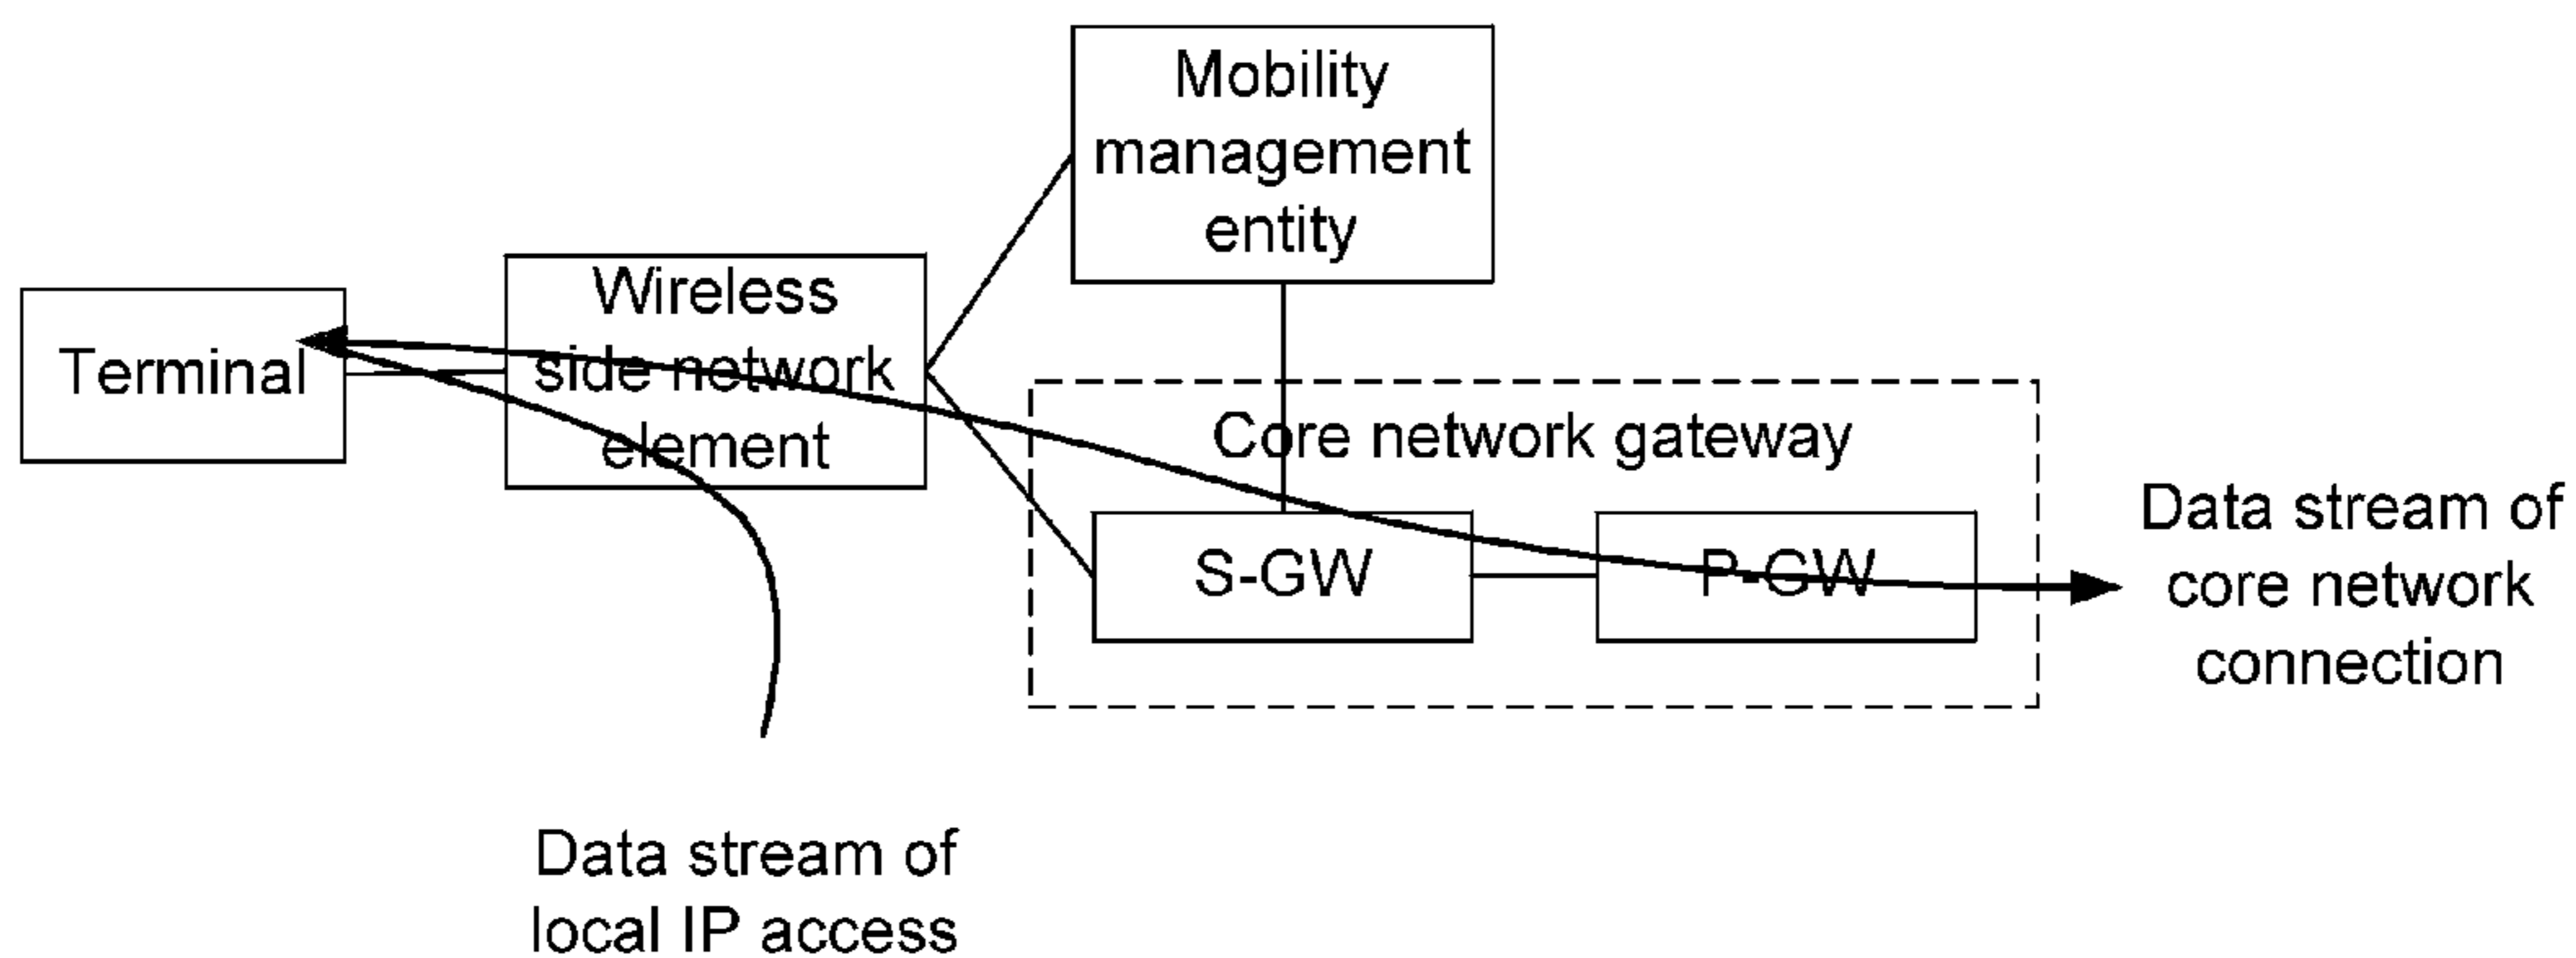 Mobility
management
entity
Wireless
side network
element
Terminal
Core network gateway
S-GW
P-GW
Data stream of
core network
connection
Data stream of
local IP access